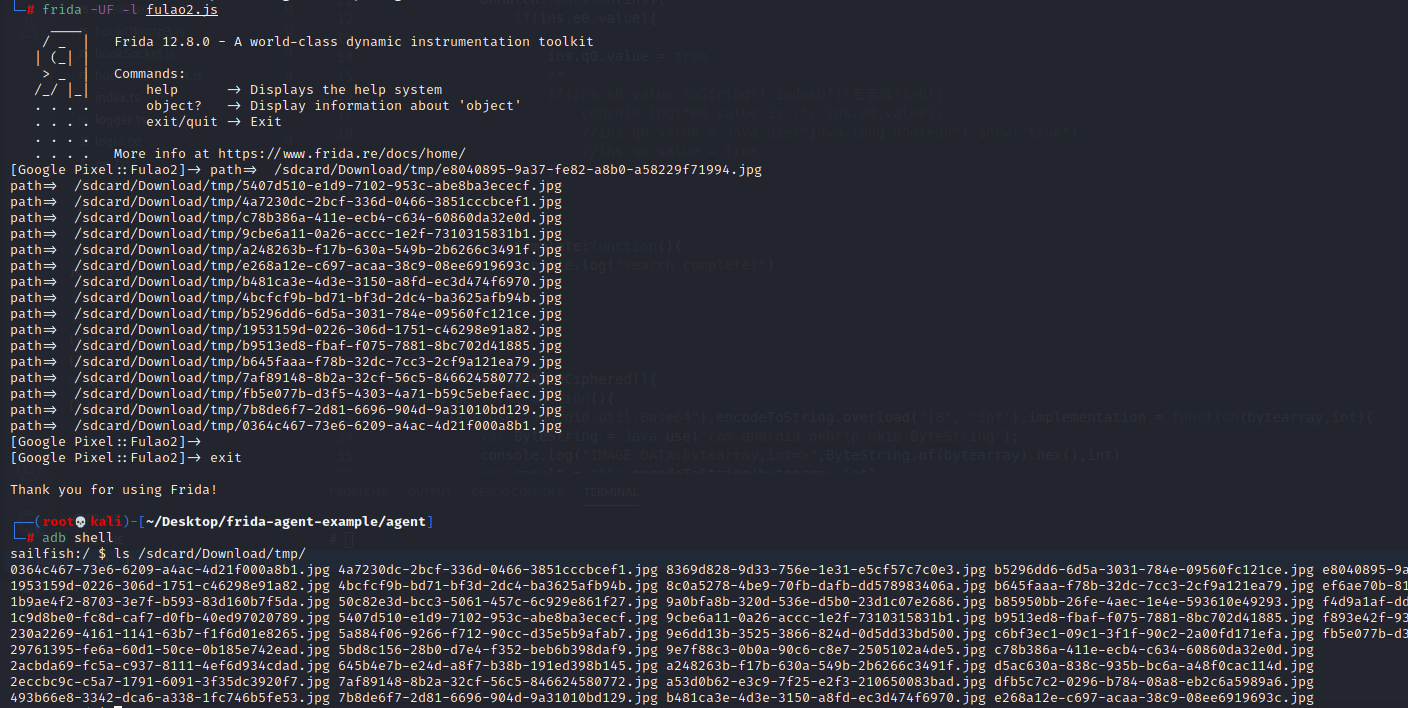 # frida -UF -l fulao2.js
Frida 12.8.0 - A world-class dynamic instrumentation toolkit
Commands:
help -> Displays the help system
object? -> Display information about 'object'
exit/quit -> Exit
More info at https://www.frida.re/docs/home/
[Google Pixel::Fulao2]-> path=> /sdcard/Download/tmp/e8040895-9a37-fe82-a8b0-a58229f71994.jpg
path=> /sdcard/Download/tmp/5407d510-e1d9-7102-953c-abe8ba3ececf.jpg
path=> /sdcard/Download/tmp/4a7230dc-2bcf-336d-0466-3851cccbcef1.jpg
path=> /sdcard/Download/tmp/c78b386a-411e-ecb4-c634-60860da32e0d.jpg
path=> /sdcard/Download/tmp/9cbe6a11-0a26-accc-1e2f-7310315831b1.jpg
path=> /sdcard/Download/tmp/a248263b-f17b-630a-549b-2b6266c3491f.jpg
path=> /sdcard/Download/tmp/e268a12e-c697-acaa-38c9-08ee6919693c.jpg
path=> /sdcard/Download/tmp/b481ca3e-4d3e-3150-a8fd-ec3d474f6970.jpg
path=> /sdcard/Download/tmp/4bcfcf9b-bd71-bf3d-2dc4-ba3625afb94b.jpg
path=> /sdcard/Download/tmp/b5296dd6-6d5a-3031-784e-09560fc121ce.jpg
path=> /sdcard/Download/tmp/1953159d-0226-306d-1751-c46298e91a82.jpg
path=> /sdcard/Download/tmp/b9513ed8-fbaf-f075-7881-8bc702d41885.jpg
path=> /sdcard/Download/tmp/b645faaa-f78b-32dc-7cc3-2cf9a121ea79.jpg
path=> /sdcard/Download/tmp/7af89148-8b2a-32cf-56c5-846624580772.jpg
path=> /sdcard/Download/tmp/fb5e077b-d3f5-4303-4a71-b59c5ebefaec.jpg
path=> /sdcard/Download/tmp/7b8de6f7-2d81-6696-904d-9a31010bd129.jpg
path=> /sdcard/Download/tmp/0364c467-73e6-6209-a4ac-4d21f000a8b1.jpg
[Google Pixel::Fulao2]->
[Google Pixel::Fulao2]-> exit
Thank you for using Frida!
(root💀kali)-[~/Desktop/frida-agent-example/agent]
# adb shell
sailfish:/ $ ls /sdcard/Download/tmp/
0364c467-73e6-6209-a4ac-4d21f000a8b1.jpg 4a7230dc-2bcf-336d-0466-3851cccbcef1.jpg 8369d828-9d33-756e-1e31-e5cf57c7c0e3.jpg b5296dd6-6d5a-3031-784e-09560fc121ce.jpg e8040895-9a
1953159d-0226-306d-1751-c46298e91a82.jpg 4bcfcf9b-bd71-bf3d-2dc4-ba3625afb94b.jpg 8c0a5278-4be9-70fb-dafb-dd578983406a.jpg b645faaa-f78b-32dc-7cc3-2cf9a121ea79.jpg ef6ae70b-81
1b9ae4f2-8703-3e7f-b593-83d160b7f5da.jpg 50c82e3d-bcc3-5061-457c-6c929e861f27.jpg 9a0bfa8b-320d-536e-d5b0-23d1c07e2686.jpg b85950bb-26fe-4aec-1e4e-593610e49293.jpg f4d9a1af-dd
1c9d8be0-fc8d-caf7-d0fb-40ed97020789.jpg 5407d510-e1d9-7102-953c-abe8ba3ececf.jpg 9cbe6a11-0a26-accc-1e2f-7310315831b1.jpg b9513ed8-fbaf-f075-7881-8bc702d41885.jpg f893e42f-93
230a2269-4161-1141-63b7-f1f6d01e8265.jpg 5a884f06-9266-f712-90cc-d35e5b9afab7.jpg 9e6dd13b-3525-3866-824d-0d5dd33bd500.jpg c6bf3ec1-09c1-3f1f-90c2-2a00fd171efa.jpg fb5e077b-d3
29761395-fe6a-60d1-50ce-0b185e742ead.jpg 5bd8c156-28b0-d7e4-f352-beb6b398daf9.jpg 9e7f88c3-0b0a-90c6-c8e7-2505102a4de5.jpg c78b386a-411e-ecb4-c634-60860da32e0d.jpg
2acbda69-fc5a-c937-8111-4ef6d934cdad.jpg 645b4e7b-e24d-a8f7-b38b-191ed398b145.jpg a248263b-f17b-630a-549b-2b6266c3491f.jpg d5ac630a-838c-935b-bc6a-a48f0cac114d.jpg
2eccbc9c-c5a7-1791-6091-3f35dc3920f7.jpg 7af89148-8b2a-32cf-56c5-846624580772.jpg a53d0b62-e3c9-7f25-e2f3-210650083bad.jpg dfb5c7c2-0296-b784-08a8-eb2c6a5989a6.jpg
493b66e8-3342-dca6-a338-1fc746b5fe53.jpg 7b8de6f7-2d81-6696-904d-9a31010bd129.jpg b481ca3e-4d3e-3150-a8fd-ec3d474f6970.jpg e268a12e-c697-acaa-38c9-08ee6919693c.jpg